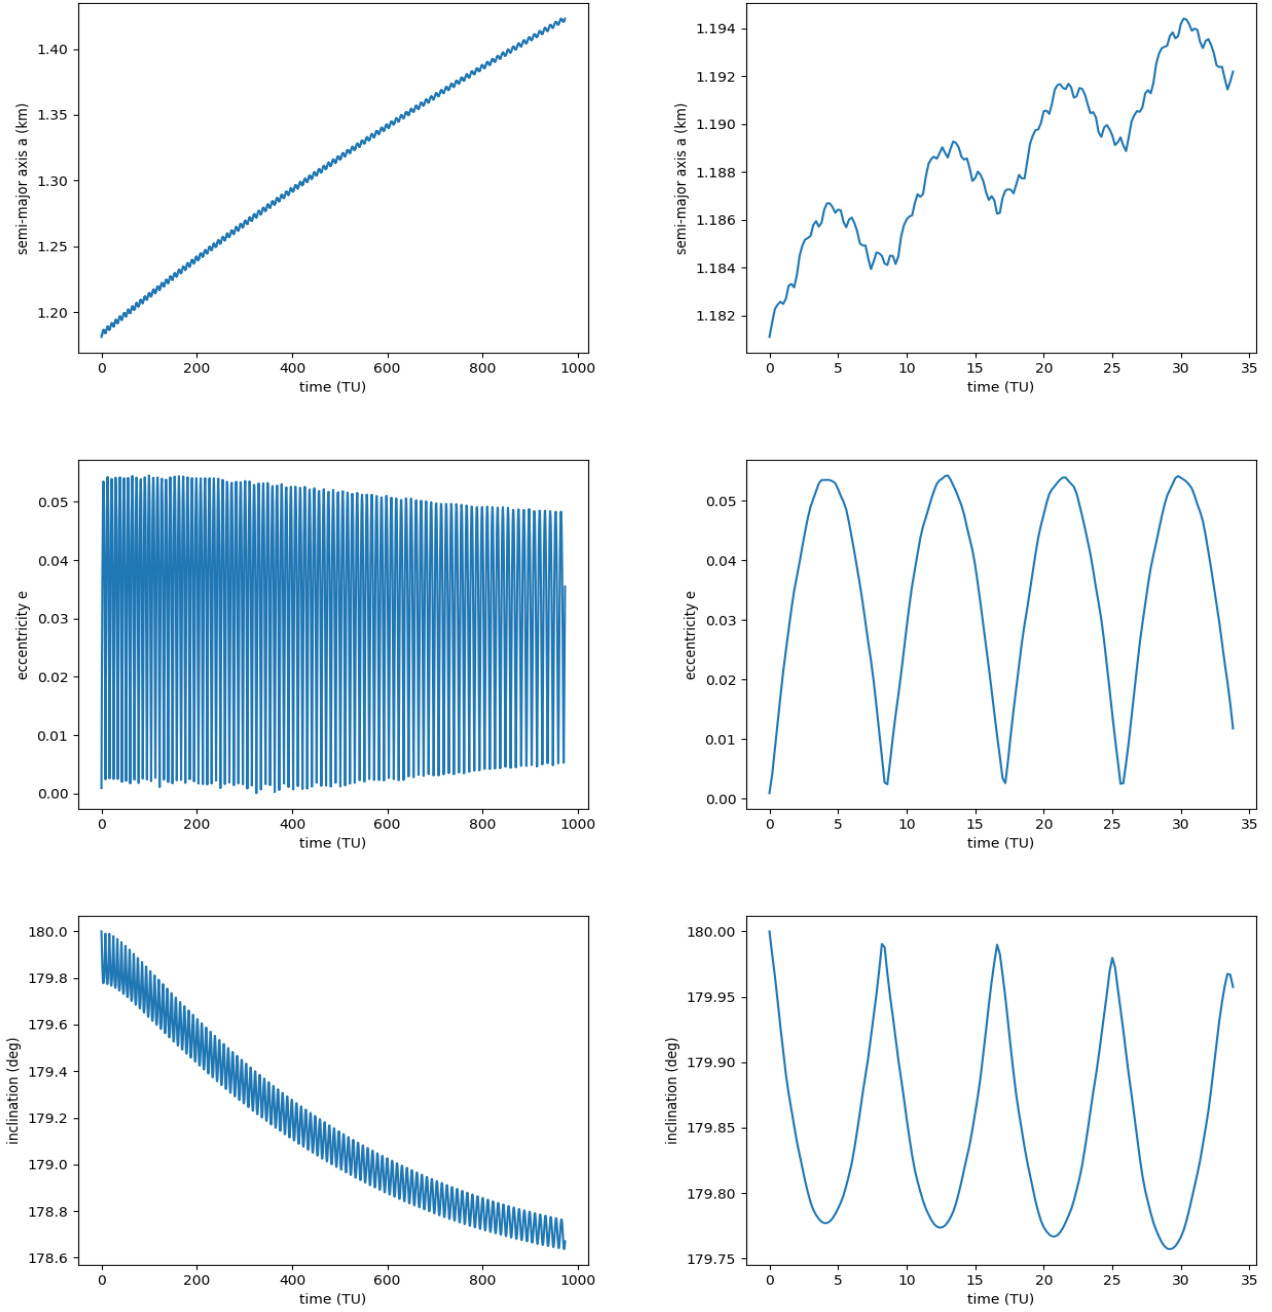 1.40
1.35
1.30
1.25
1.20
semi-major axis a (km)
0 200 400 600 800 1000
time (TU)
1.194
1.192
1.190
1.188
1.186
1.184
1.182
semi-major axis a (km)
0 5 10 15 20 25 30 35
time (TU)
0.05
0.04
0.03
0.02
0.01
0.00
eccentricity e
0 200 400 600 800 1000
time (TU)
0.05
0.04
0.03
0.02
0.01
0.00
eccentricity e
0 5 10 15 20 25 30 35
time (TU)
180.0
179.8
179.6
179.4
179.2
179.0
178.8
178.6
inclination (deg)
0 200 400 600 800 1000
time (TU)
180.00
179.95
179.90
179.85
179.80
179.75
inclination (deg)
0 5 10 15 20 25 30 35
time (TU)